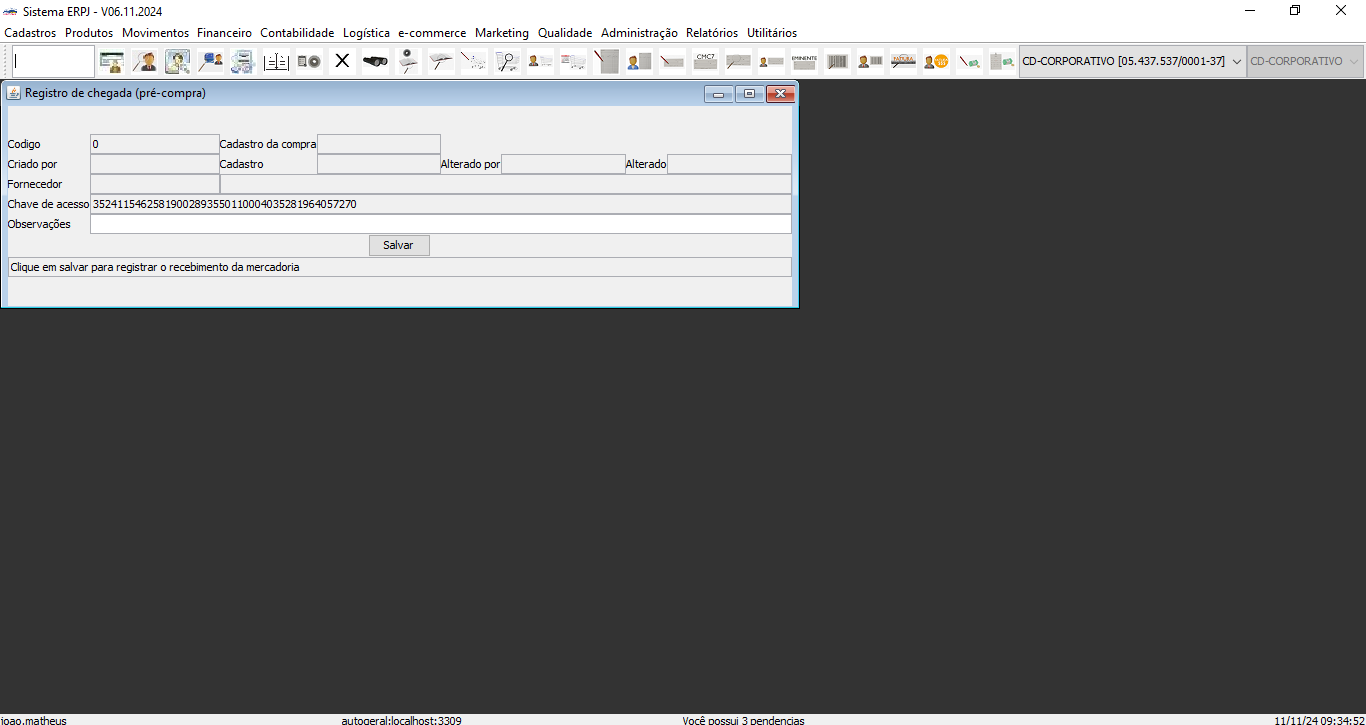 Sistema ERPJ - V06.11.2024
Cadastros Produtos Movimentos Financeiro Contabilidade Logística e-commerce Marketing Qualidade Administração Relatórios Utilitários
CMC7 EMINENTE FATURA CD-CORPORATIVO [05.437.537/0001-37] CD-CORPORATIVO
Registro de chegada (pré-compra)
Codigo 0 Cadastro da compra
Criado por Cadastro Alterado por Alterado
Fornecedor
Chave de acesso 35241154625819002893550110004035281964057270
Observações
Salvar
Clique em salvar para registrar o recebimento da mercadoria
joao.matheus autogeral:localhost:3309 Você possui 3 pendencias 11/11/24 09:34:52